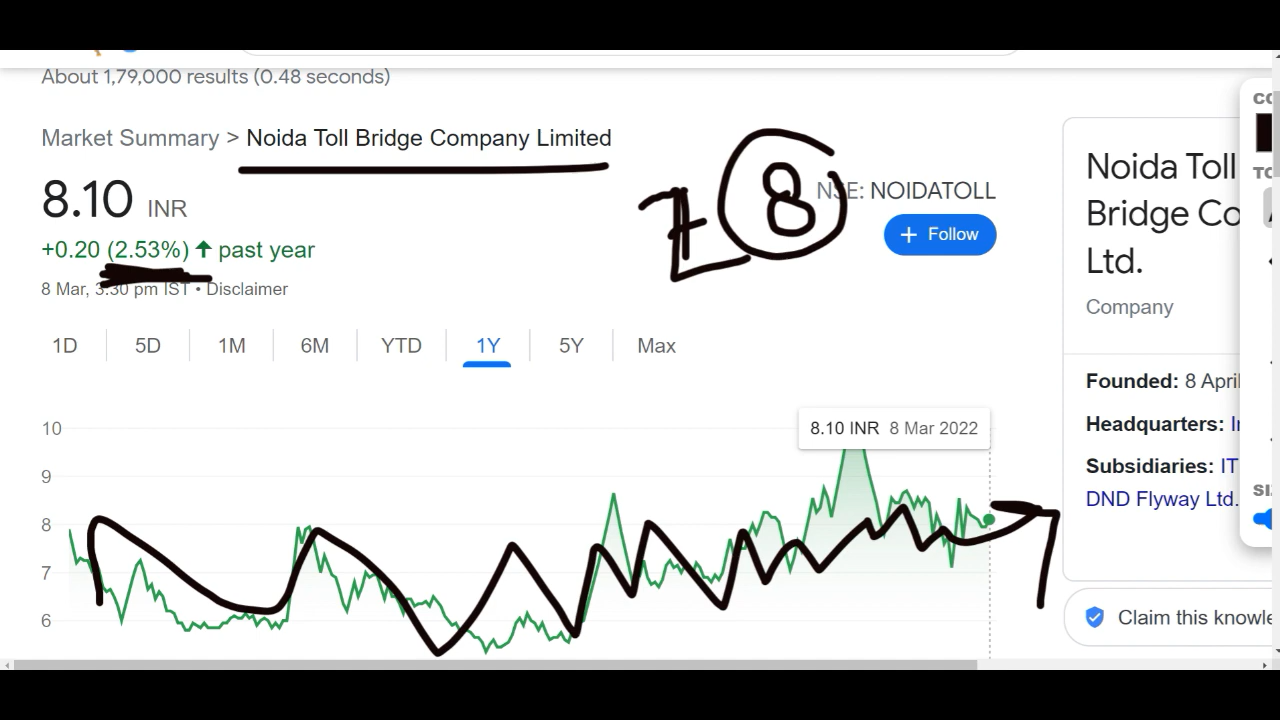 About 1,79,000 results (0.48 seconds)
Market Summary > Noida Toll Bridge Company Limited
8.10 INR
+0.20 (2.53%) ↑ past year
8 Mar, 3:30 pm IST • Disclaimer
8
NSE: NOIDATOLL
+ Follow
1D 5D 1M 6M YTD 1Y 5Y Max
8.10 INR 8 Mar 2022
10
9
8
7
6
Noida Toll
Bridge Co
Ltd.
Company
Founded: 8 April
Headquarters:
Subsidiaries: IT
DND Flyway Ltd.
Claim this knowle
CO
TO
SIZ